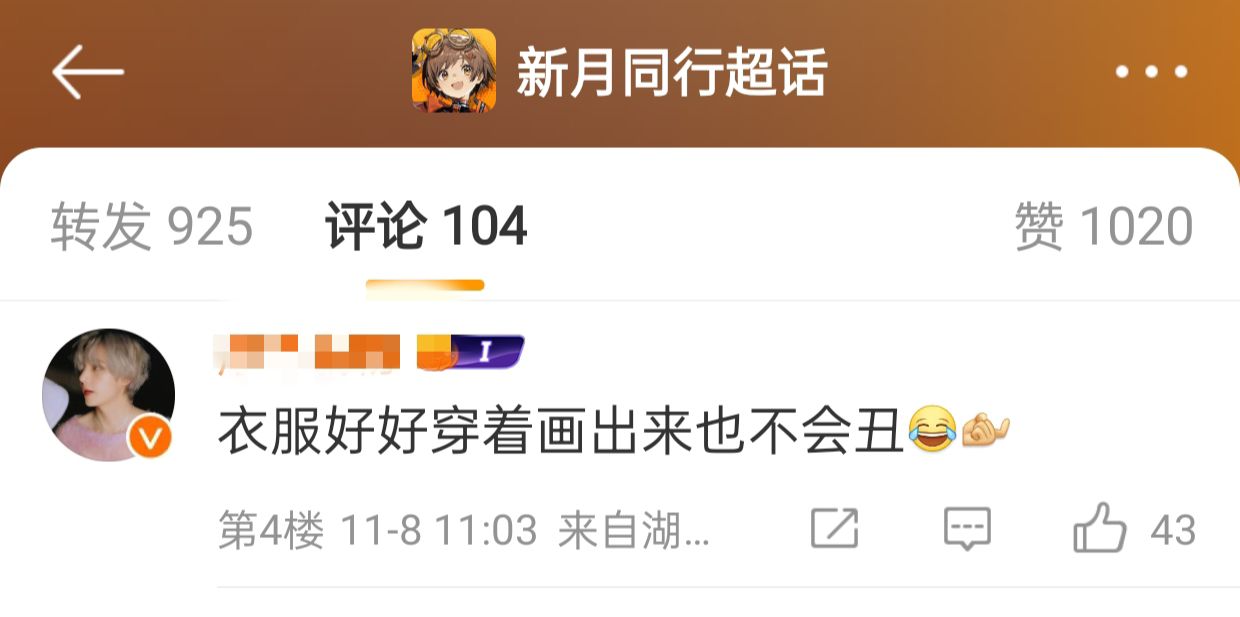 新月同行超话
转发 925 评论 104 赞 1020
I
衣服好好穿着画出来也不会丑😂🤏🏼
第4楼 11-8 11:03 来自湖... 43